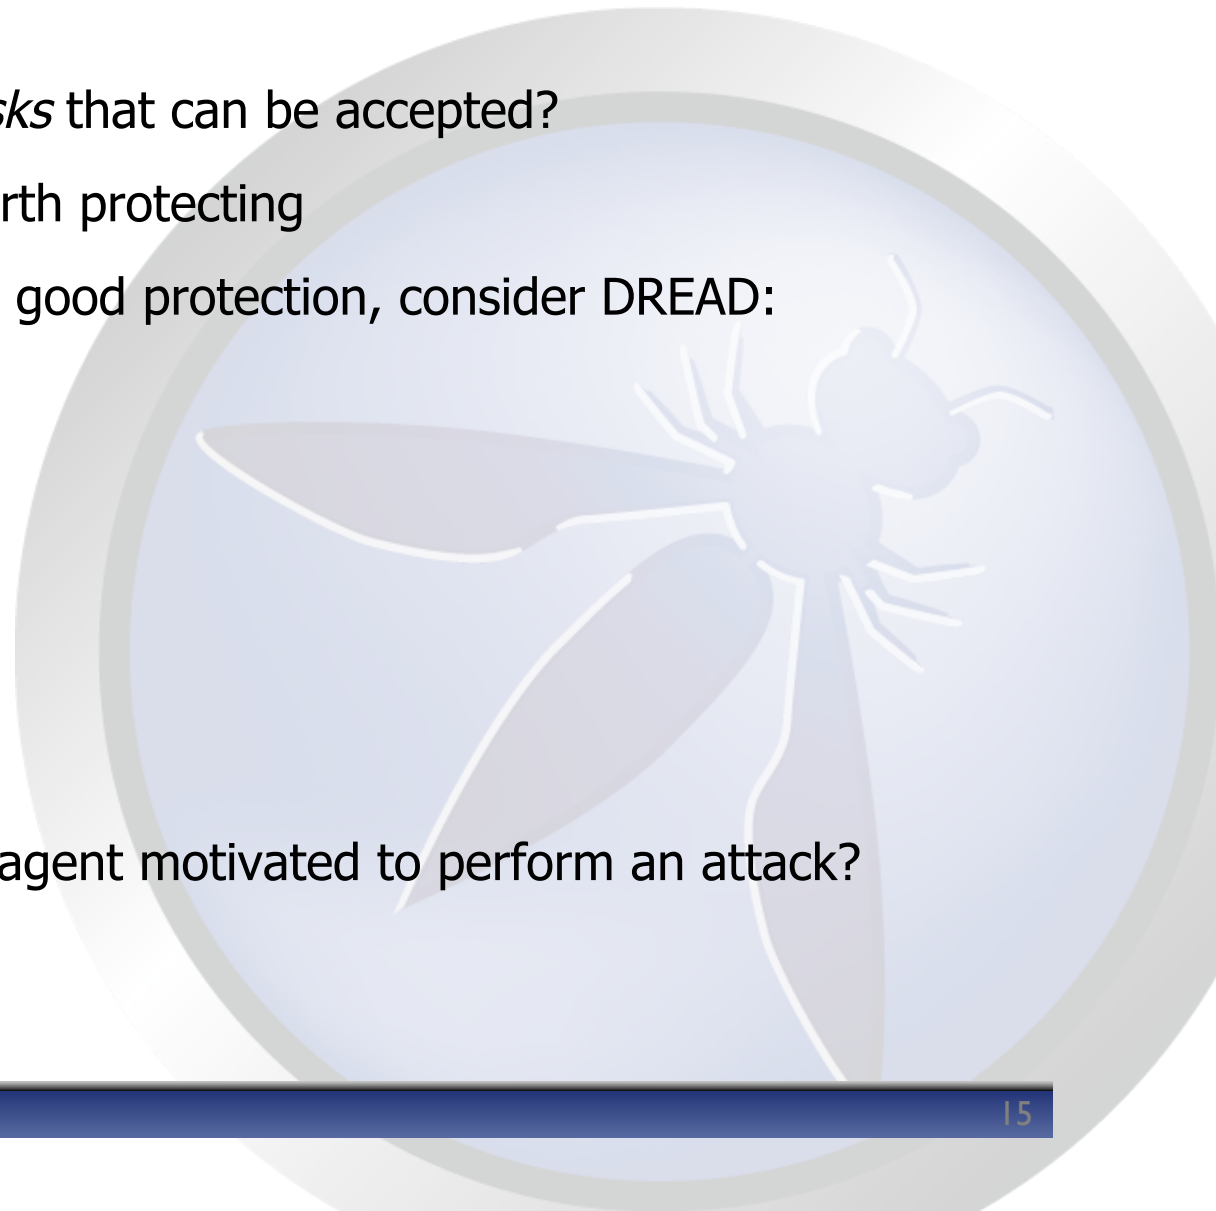 sks that can be accepted?
rth protecting
good protection, consider DREAD:
agent motivated to perform an attack?
15